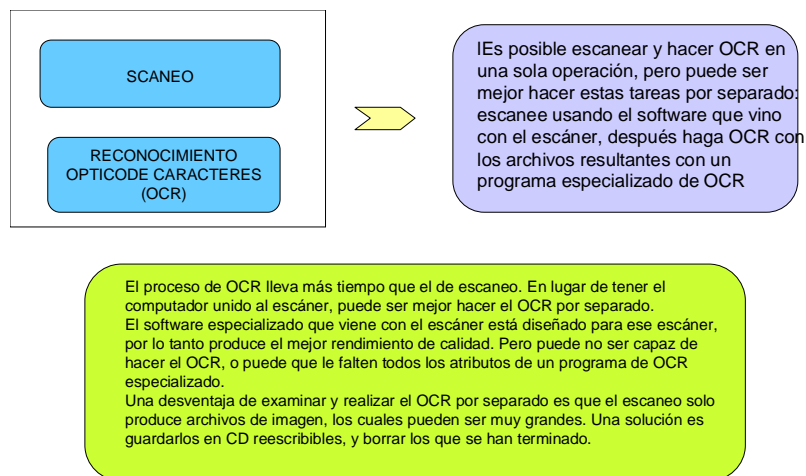 SCANEO
RECONOCIMIENTO
OPTICODE CARACTERES
(OCR)
IEs posible escanear y hacer OCR en
una sola operación, pero puede ser
mejor hacer estas tareas por separado:
escanee usando el software que vino
con el escáner, después haga OCR con
los archivos resultantes con un
programa especializado de OCR
El proceso de OCR lleva más tiempo que el de escaneo. En lugar de tener el
computador unido al escáner, puede ser mejor hacer el OCR por separado.
El software especializado que viene con el escáner está diseñado para ese escáner,
por lo tanto produce el mejor rendimiento de calidad. Pero puede no ser capaz de
hacer el OCR, o puede que le falten todos los atributos de un programa de OCR
especializado.
Una desventaja de examinar y realizar el OCR por separado es que el escaneo solo
produce archivos de imagen, los cuales pueden ser muy grandes. Una solución es
guardarlos en CD reescribibles, y borrar los que se han terminado.